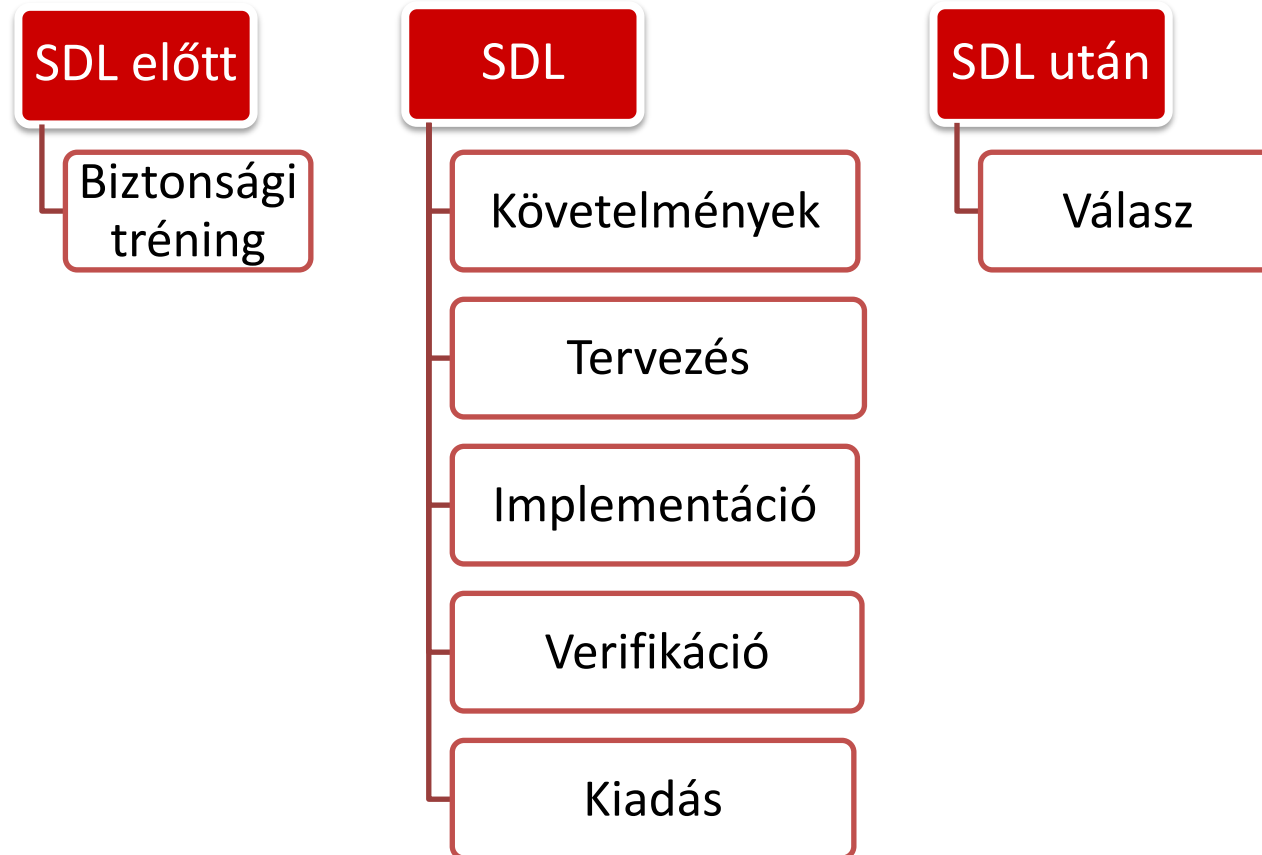 SDL előtt
Biztonsági
tréning
SDL
Követelmények
Tervezés
Implementáció
Verifikáció
Kiadás
SDL után
Válasz